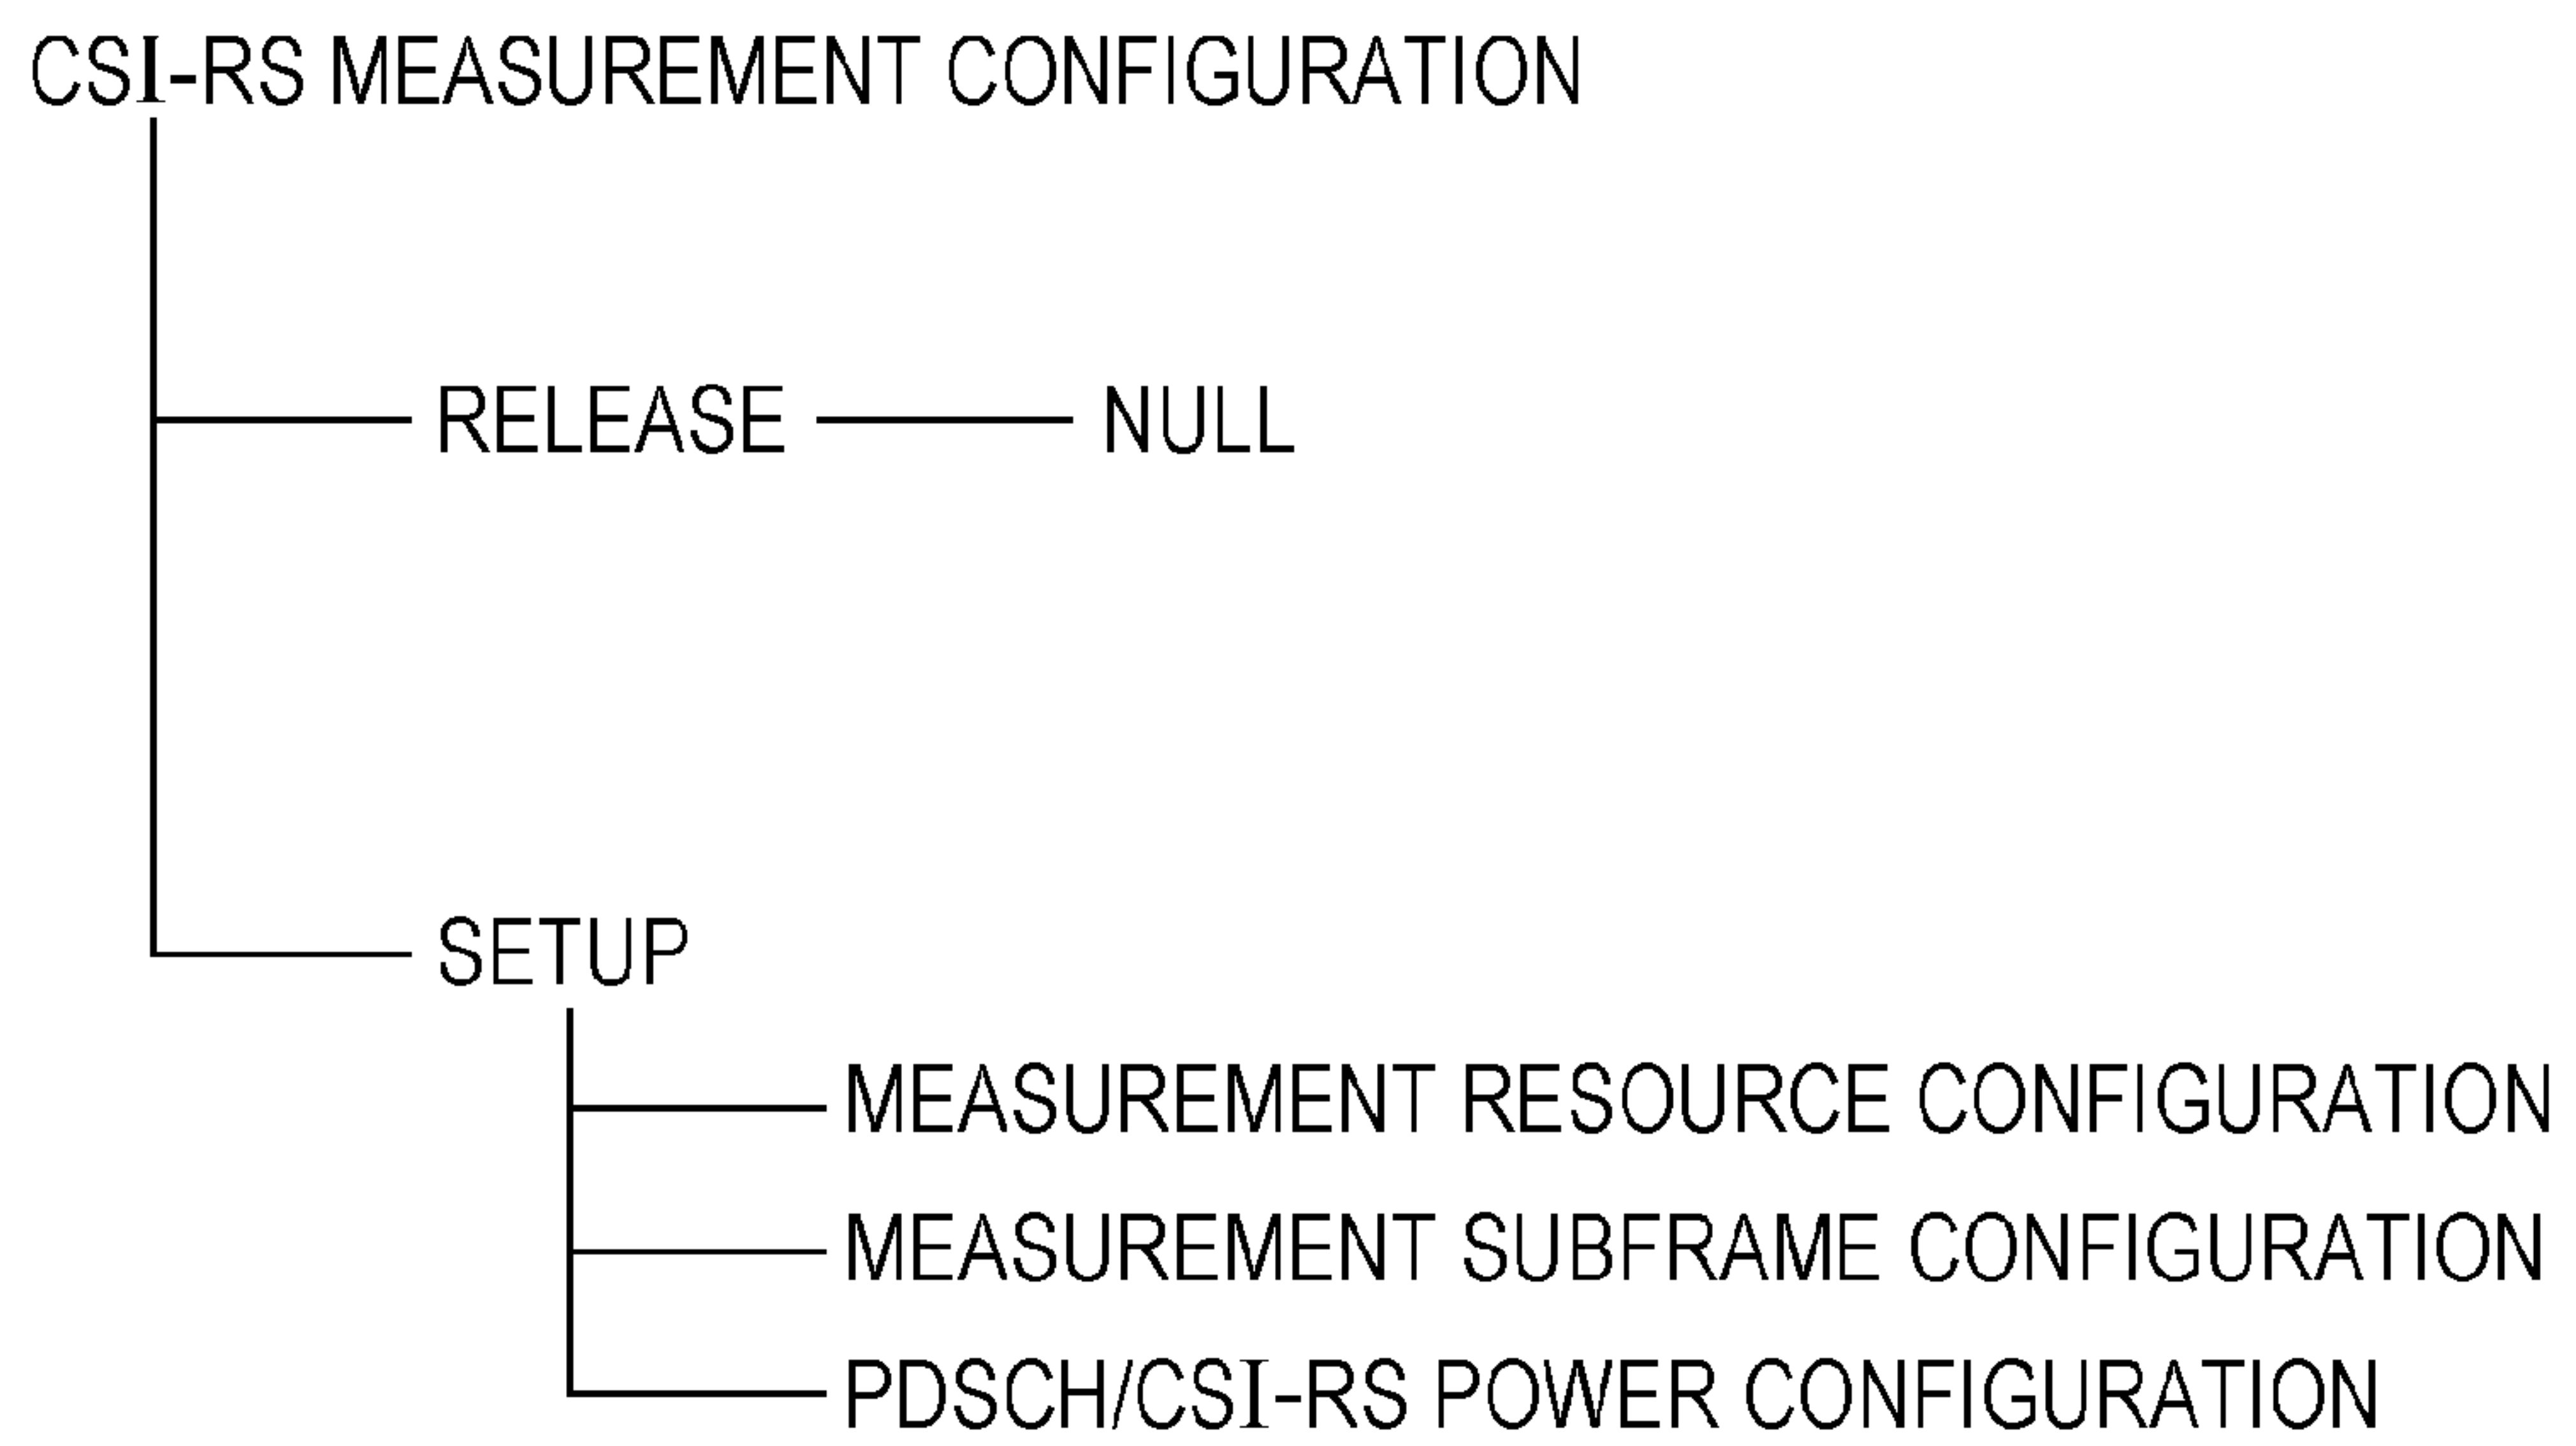 CSI-RS MEASUREMENT CONFIGURATION
RELEASE NULL
SETUP
MEASUREMENT RESOURCE CONFIGURATION
MEASUREMENT SUBFRAME CONFIGURATION
PDSCH/CSI-RS POWER CONFIGURATION